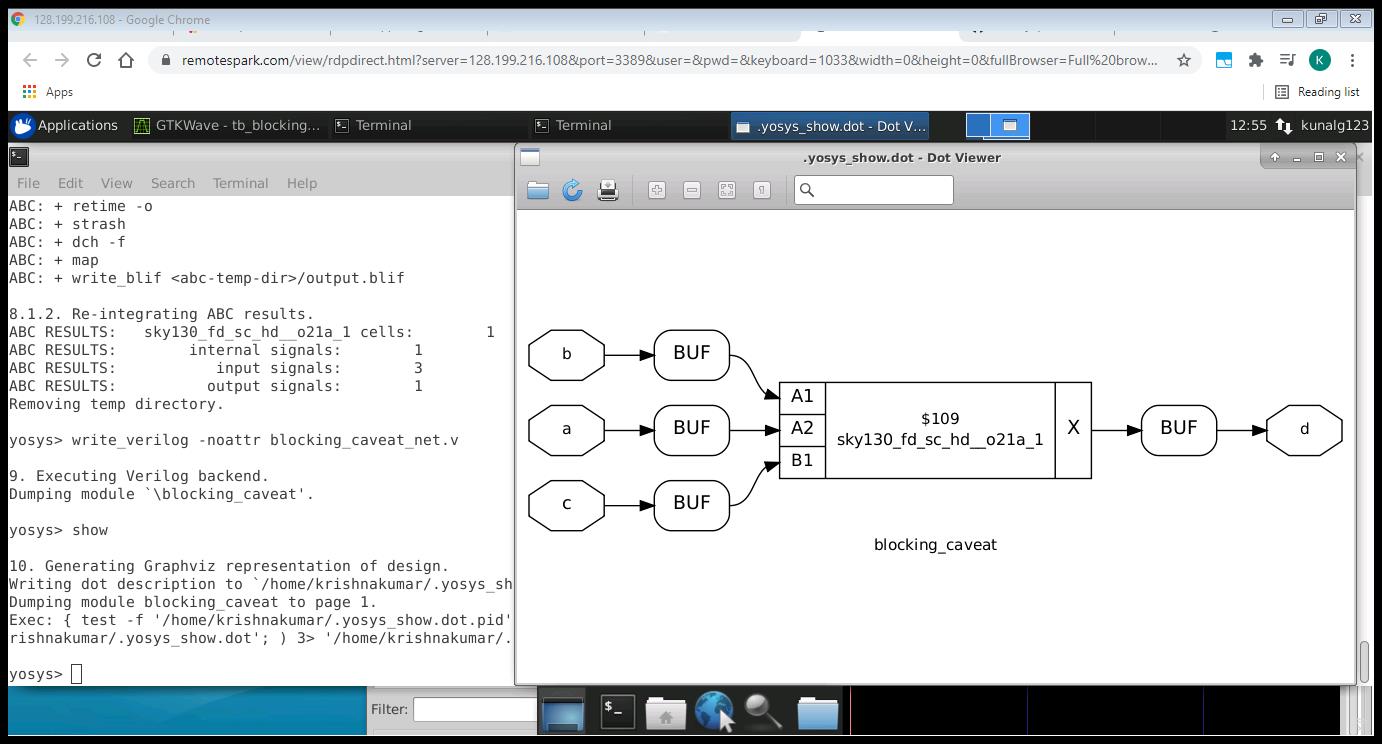 128.199.216.108 - Google Chrome
remotespark.com/view/rdpdirect.html?server=128.199.216.108&port=3389&user=&pwd=&keyboard=1033&width=0&height=0&fullBrowser=Full%20brow...
K
Apps
Reading list
Applications
GTKWave - tb_blocking...
Terminal
Terminal
.yosys_show.dot - Dot V...
12:55
kunalg123
.yosys_show.dot - Dot Viewer
File Edit View Search Terminal Help
ABC: + retime -o
ABC: + strash
ABC: + dch -f
ABC: + map
ABC: + write_blif <abc-temp-dir>/output.blif
8.1.2. Re-integrating ABC results.
ABC RESULTS:   sky130_fd_sc_hd__o21a_1 cells:        1
ABC RESULTS:        internal signals:        1
ABC RESULTS:           input signals:        3
ABC RESULTS:          output signals:        1
Removing temp directory.
yosys> write_verilog -noattr blocking_caveat_net.v
9. Executing Verilog backend.
Dumping module `\blocking_caveat'.
yosys> show
10. Generating Graphviz representation of design.
Writing dot description to `/home/krishnakumar/.yosys_sh
Dumping module blocking_caveat to page 1.
Exec: { test -f '/home/krishnakumar/.yosys_show.dot.pid'
rishnakumar/.yosys_show.dot'; ) 3> '/home/krishnakumar/.
yosys>
b
BUF
a
BUF
c
BUF
A1
A2
B1
$109
sky130_fd_sc_hd__o21a_1
X
BUF
d
blocking_caveat
Filter:
$_